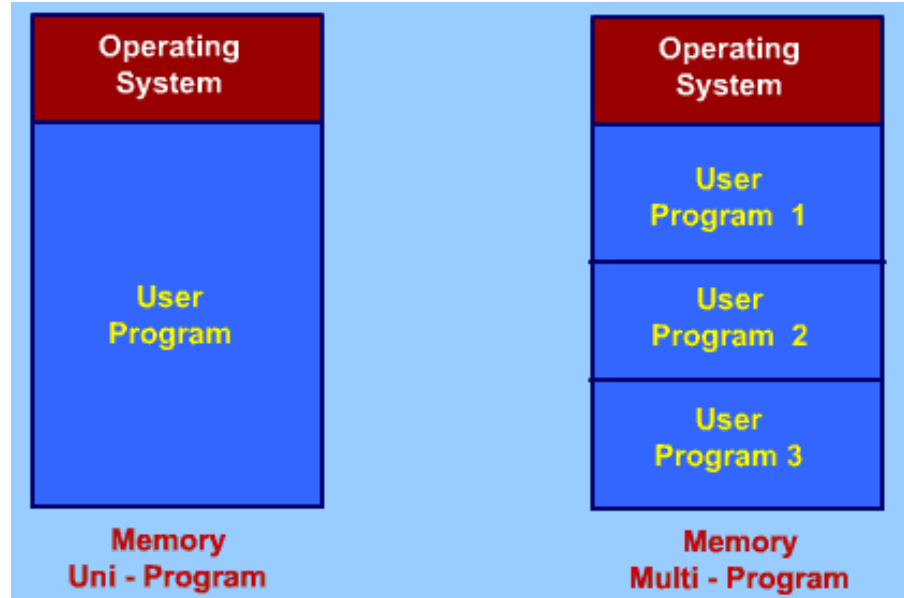 Operating
System
User
Program
Memory
Uni - Program
Operating
System
User
Program 1
User
Program 2
User
Program 3
Memory
Multi - Program